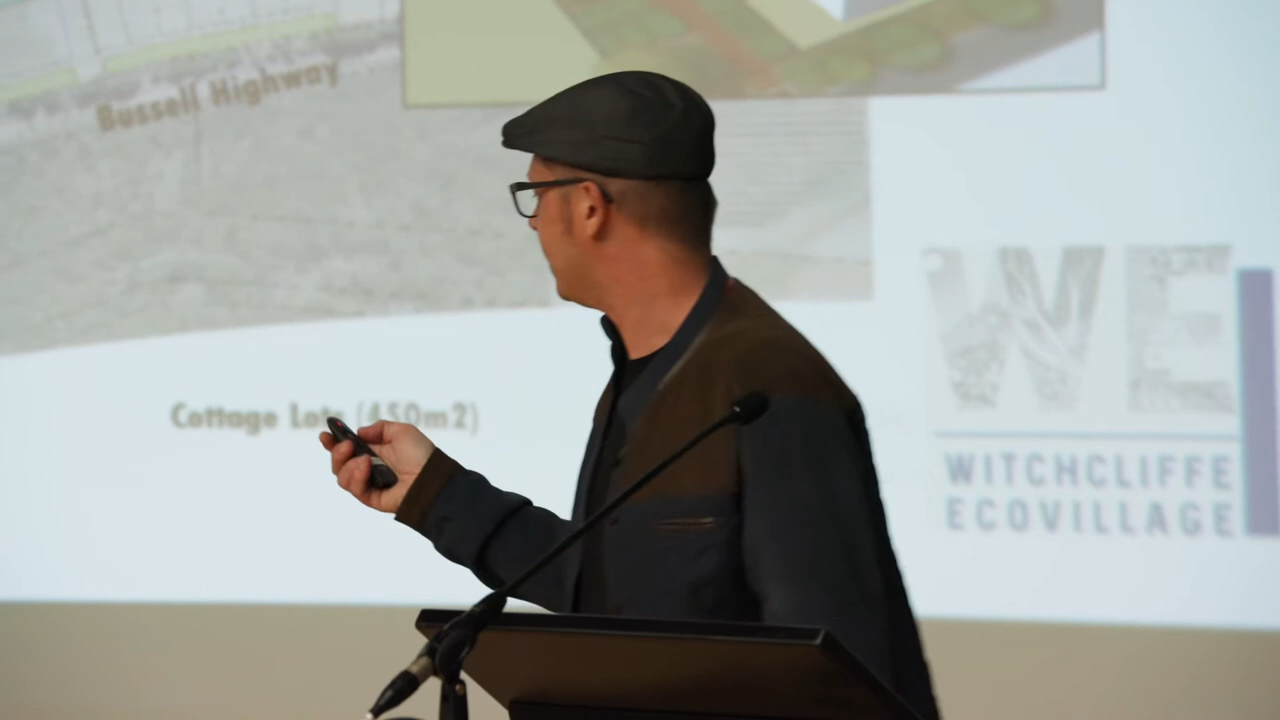 Bussell Highway
Cottage Lots (450m2)
WE
WITCHCLIFFE
ECOVILLAGE